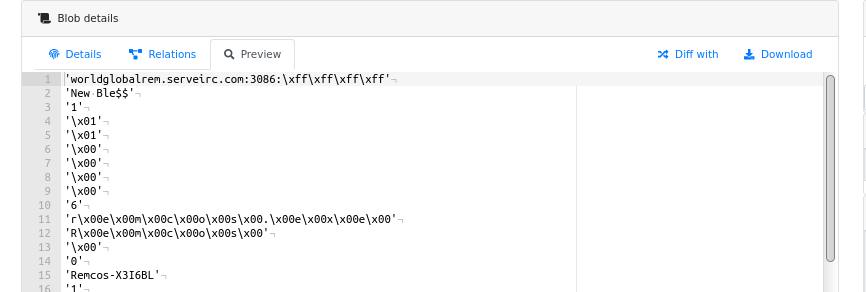 Blob details
Details Relations Preview Diff with Download
1 'worldglobalrem.serveirc.com:3086:\xff\xff\xff\xff'¬
2 'New·Ble$$'¬
3 '1'¬
4 '\x01'¬
5 '\x01'¬
6 '\x00'¬
7 '\x00'¬
8 '\x00'¬
9 '\x00'¬
10 '6'¬
11 'r\x00e\x00m\x00c\x00o\x00s\x00.\x00e\x00x\x00e\x00'¬
12 'R\x00e\x00m\x00c\x00o\x00s\x00'¬
13 '\x00'¬
14 '0'¬
15 'Remcos-X3I6BL'¬
16 '1'¬